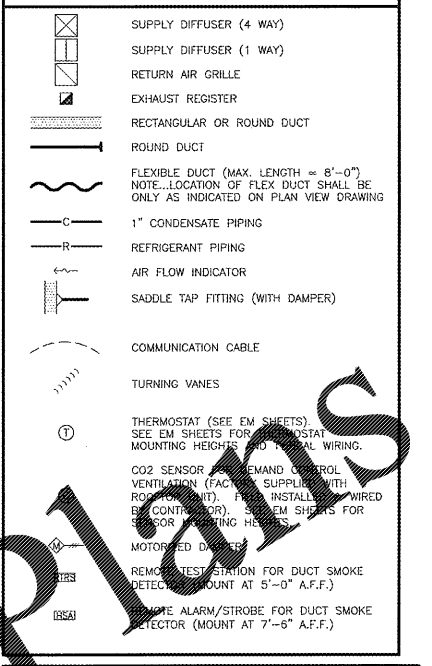 SUPPLY DIFFUSER (4 WAY)
SUPPLY DIFFUSER (1 WAY)
RETURN AIR GRILLE
EXHAUST REGISTER
RECTANGULAR OR ROUND DUCT
ROUND DUCT
FLEXIBLE DUCT (MAX. LENGTH = 8'-0")
NOTE...LOCATION OF FLEX DUCT SHALL BE
ONLY AS INDICATED ON PLAN VIEW DRAWING
C 1" CONDENSATE PIPING
R REFRIGERANT PIPING
AIR FLOW INDICATOR
SADDLE TAP FITTING (WITH DAMPER)
COMMUNICATION CABLE
TURNING VANES
T THERMOSTAT (SEE EM SHEETS).
SEE EM SHEETS FOR THERMOSTAT
MOUNTING HEIGHTS AND TYPICAL WIRING.
CO2 SENSOR FOR DEMAND CONTROL
VENTILATION (FACTORY SUPPLIED WITH
ROOFTOP UNIT). FIELD INSTALLED & WIRED
BY CONTRACTOR). SEE EM SHEETS FOR
SENSOR MOUNTING HEIGHTS.
M MOTORIZED DAMPER
RTRS REMOTE TEST STATION FOR DUCT SMOKE
DETECTOR (MOUNT AT 5'-0" A.F.F.)
REMOTE ALARM/STROBE FOR DUCT SMOKE
DETECTOR (MOUNT AT 7'-6" A.F.F.)
Plans